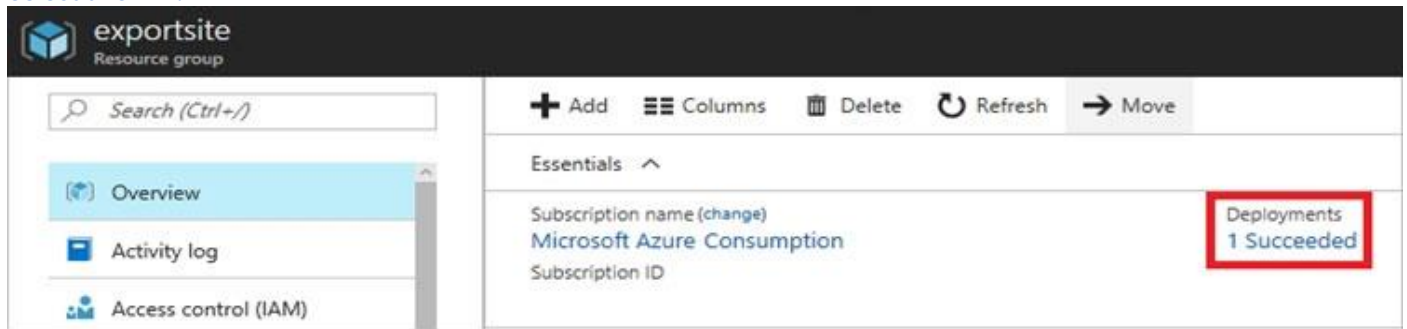 exportsite
Resource group
Search (Ctrl+/)
Overview
Activity log
Access control (IAM)
Add Columns Delete Refresh Move
Essentials
Subscription name (change)
Microsoft Azure Consumption
Subscription ID
Deployments
1 Succeeded